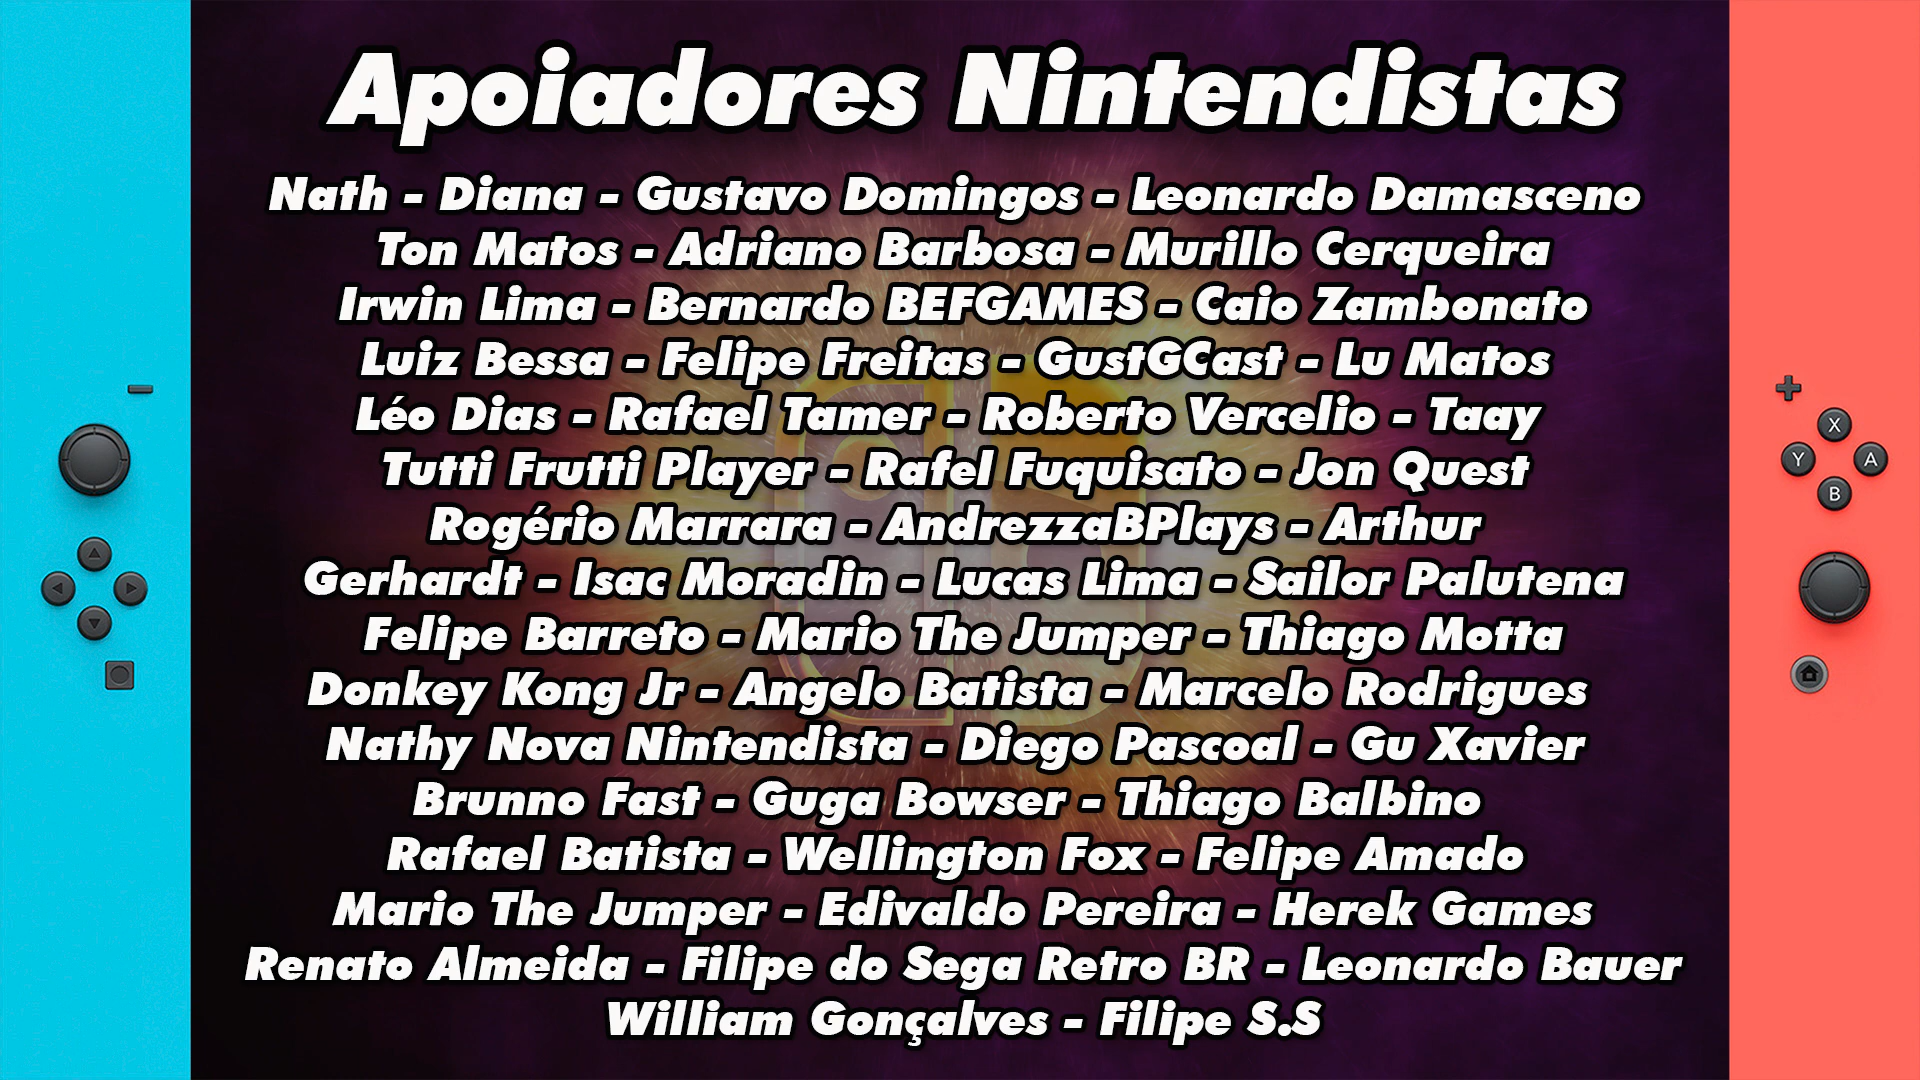 Apoiadores Nintendistas
Nath - Diana - Gustavo Domingos - Leonardo Damasceno
Ton Matos - Adriano Barbosa - Murillo Cerqueira
Irwin Lima - Bernardo BEFGAMES - Caio Zambonato
Luiz Bessa - Felipe Freitas - GustGCast - Lu Matos
Léo Dias - Rafael Tamer - Roberto Vercelio - Taay
Tutti Frutti Player - Rafel Fuquisato - Jon Quest
Rogério Marrara - AndrezzaBPlays - Arthur
Gerhardt - Isac Moradin - Lucas Lima - Sailor Palutena
Felipe Barreto - Mario The Jumper - Thiago Motta
Donkey Kong Jr - Angelo Batista - Marcelo Rodrigues
Nathy Nova Nintendista - Diego Pascoal - Gu Xavier
Brunno Fast - Guga Bowser - Thiago Balbino
Rafael Batista - Wellington Fox - Felipe Amado
Mario The Jumper - Edivaldo Pereira - Herek Games
Renato Almeida - Filipe do Sega Retro BR - Leonardo Bauer
William Gonçalves - Filipe S.S
X
Y A
B